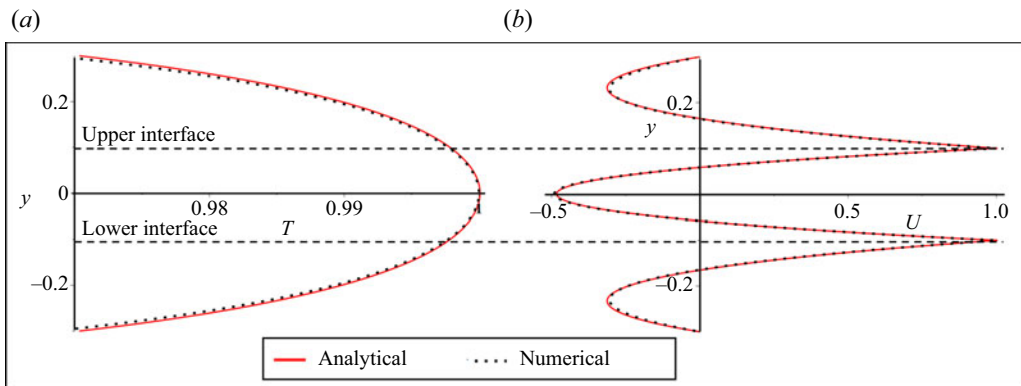 (a) (b)
0.2 0.2
Upper interface y
y 0
0.98 0.99 1 –0.5 0.5 1.0
Lower interface T U
–0.2 –0.2
Analytical Numerical